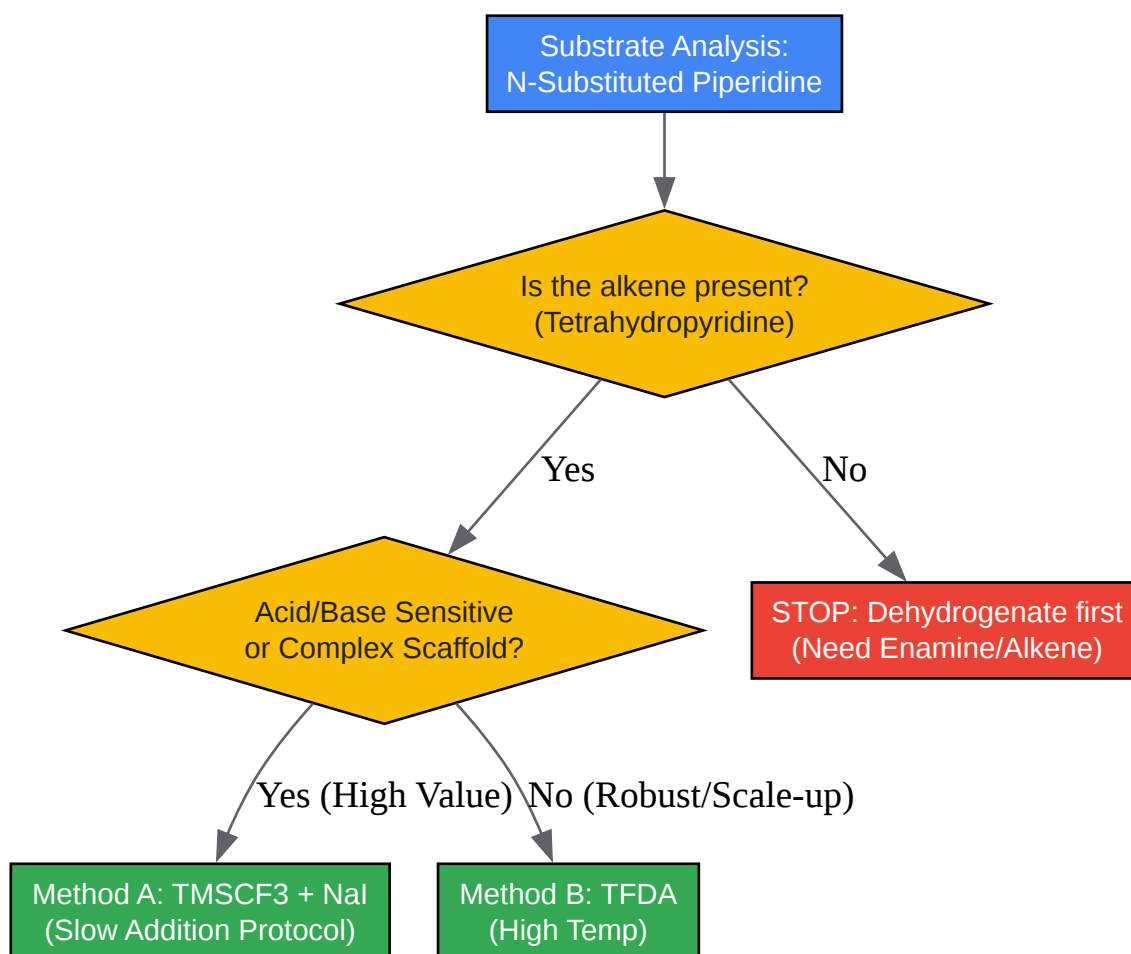 Substrate Analysis:
N-Substituted Piperidine
Is the alkene present?
(Tetrahydropyridine)
Yes
No
Acid/Base Sensitive
or Complex Scaffold?
STOP: Dehydrogenate first
(Need Enamine/Alkene)
Yes (High Value)
No (Robust/Scale-up)
Method A: TMSCF3 + NaI
(Slow Addition Protocol)
Method B: TFDA
(High Temp)